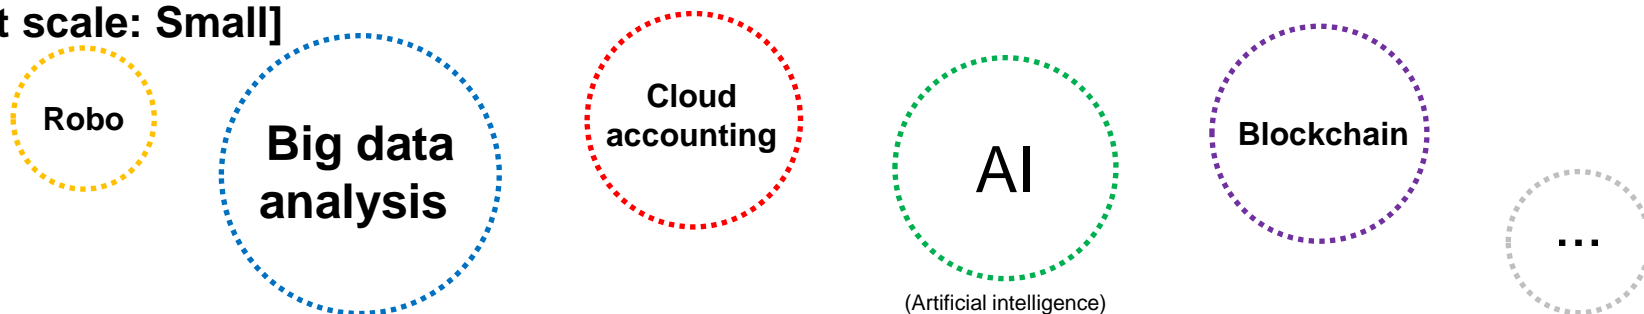 t scale: Small]
Robo
Big data
analysis
Cloud
accounting
AI
(Artificial intelligence)
Blockchain
...